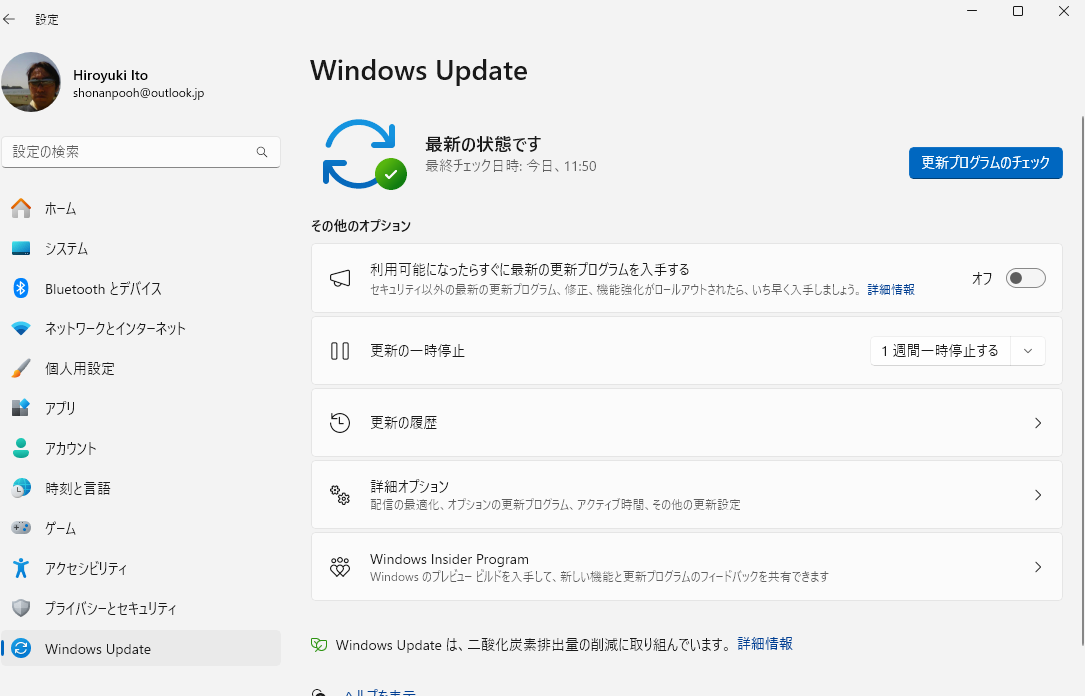 設定
Hiroyuki Ito
shonanpooh@outlook.jp
設定の検索
ホーム
システム
Bluetooth とデバイス
ネットワークとインターネット
個人用設定
アプリ
アカウント
時刻と言語
ゲーム
アクセシビリティ
プライバシーとセキュリティ
Windows Update
Windows Update
最新の状態です
最終チェック日時: 今日、11:50
更新プログラムのチェック
その他のオプション
利用可能になったらすぐに最新の更新プログラムを入手する
セキュリティ以外の最新の更新プログラム、修正、機能強化がロールアウトされたら、いち早く入手しましょう。 詳細情報
オフ
更新の一時停止
1 週間一時停止する
更新の履歴
詳細オプション
配信の最適化、オプションの更新プログラム、アクティブ時間、その他の更新設定
Windows Insider Program
Windows のプレビュー ビルドを入手して、新しい機能と更新プログラムのフィードバックを共有できます
Windows Update は、二酸化炭素排出量の削減に取り組んでいます。 詳細情報
ヘルプを表示